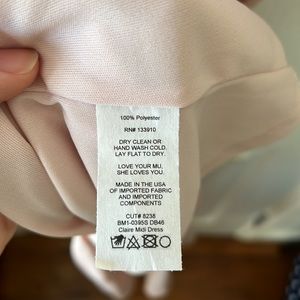 100% Polyester
RN# 133910
DRY CLEAN OR
HAND WASH COLD.
LAY FLAT TO DRY.
LOVE YOUR MU,
SHE LOVES YOU.
MADE IN THE USA
OF IMPORTED FABRIC
AND IMPORTED
COMPONENTS
CUT# 8238
BM1-0395S DB46
Claire Midi Dress